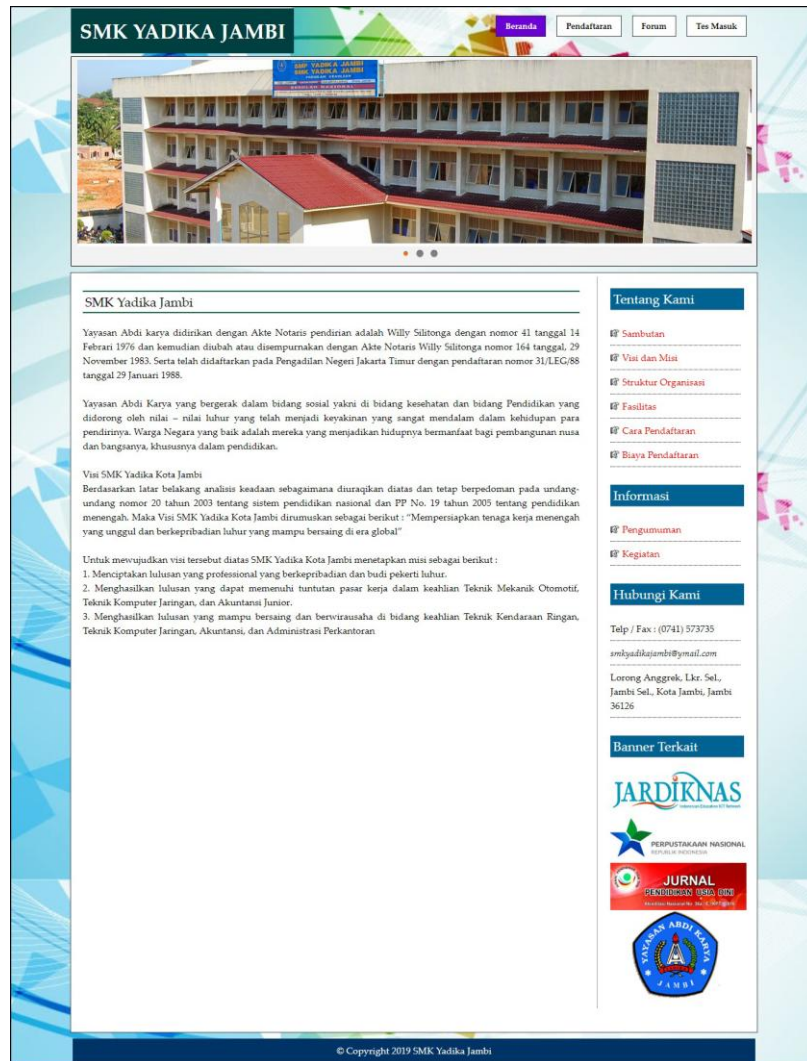 SMK YADIKA JAMBI
Beranda
Pendaftaran
Forum
Tes Masuk
SMP YADIKA JAMBI
SMK YADIKA JAMBI
SMK Yadika Jambi
Yayasan Abdi karya didirikan dengan Akte Notaris pendirian adalah Willy Silitonga dengan nomor 41 tanggal 14
Febrari 1976 dan kemudian diubah atau disempurnakan dengan Akte Notaris Willy Silitonga nomor 164 tanggal, 29
November 1983. Serta telah didaftarkan pada Pengadilan Negeri Jakarta Timur dengan pendaftaran nomor 31/LEG/88
tanggal 29 Januari 1988.
Yayasan Abdi Karya yang bergerak dalam bidang sosial yakni di bidang kesehatan dan bidang Pendidikan yang
didorong oleh nilai – nilai luhur yang telah menjadi keyakinan yang sangat mendalam dalam kehidupan para
pendirinya. Warga Negara yang baik adalah mereka yang menjadikan hidupnya bermanfaat bagi pembangunan nusa
dan bangsanya, khususnya dalam pendidikan.
Visi SMK Yadika Kota Jambi
Berdasarkan latar belakang analisis keadaan sebagaimana diuraqikan diatas dan tetap berpedoman pada undang-
undang nomor 20 tahun 2003 tentang sistem pendidikan nasional dan PP No. 19 tahun 2005 tentang pendidikan
menengah. Maka Visi SMK Yadika Kota Jambi dirumuskan sebagai berikut : “Mempersiapkan tenaga kerja menengah
yang unggul dan berkepribadian luhur yang mampu bersaing di era global”
Untuk mewujudkan visi tersebut diatas SMK Yadika Kota Jambi menetapkan misi sebagai berikut :
1. Menciptakan lulusan yang professional yang berkepribadian dan budi pekerti luhur.
2. Menghasilkan lulusan yang dapat memenuhi tuntutan pasar kerja dalam keahlian Teknik Mekanik Otomotif,
Teknik Komputer Jaringan, dan Akuntansi Junior.
3. Menghasilkan lulusan yang mampu bersaing dan berwirausaha di bidang keahlian Teknik Kendaraan Ringan,
Teknik Komputer Jaringan, Akuntansi, dan Administrasi Perkantoran
Tentang Kami
Sambutan
Visi dan Misi
Struktur Organisasi
Fasilitas
Cara Pendaftaran
Biaya Pendaftaran
Informasi
Pengumuman
Kegiatan
Hubungi Kami
Telp / Fax : (0741) 573735
smkyadikajambi@ymail.com
Lorong Anggrek, Lkr. Sel.,
Jambi Sel., Kota Jambi, Jambi
36126
Banner Terkait
JARDIKNAS
PERPUSTAKAAN NASIONAL
REPUBLIK INDONESIA
JURNAL
PENDIDIKAN USIA DINI
YAYASAN ABDI KARYA
JAMBI
© Copyright 2019 SMK Yadika Jambi